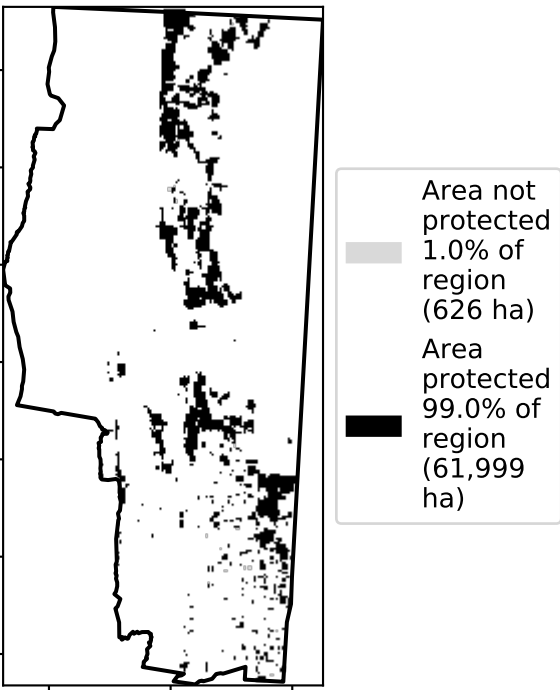 Area not
protected
1.0% of
region
(626 ha)
Area
protected
99.0% of
region
(61,999
ha)